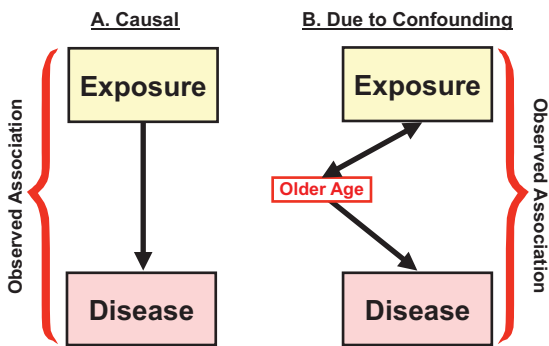 A. Causal
Observed Association
Exposure
Disease
B. Due to Confounding
Exposure
Older Age
Disease
Observed Association